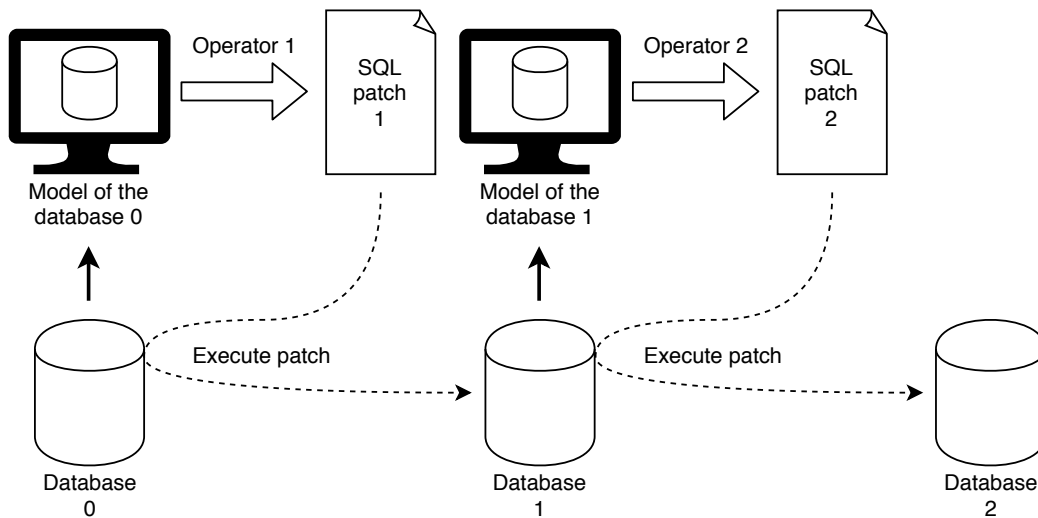 Operator 1
SQL
patch
1
Operator 2
SQL
patch
2
Model of the
database 0
Model of the
database 1
Execute patch
Execute patch
Database
0
Database
1
Database
2